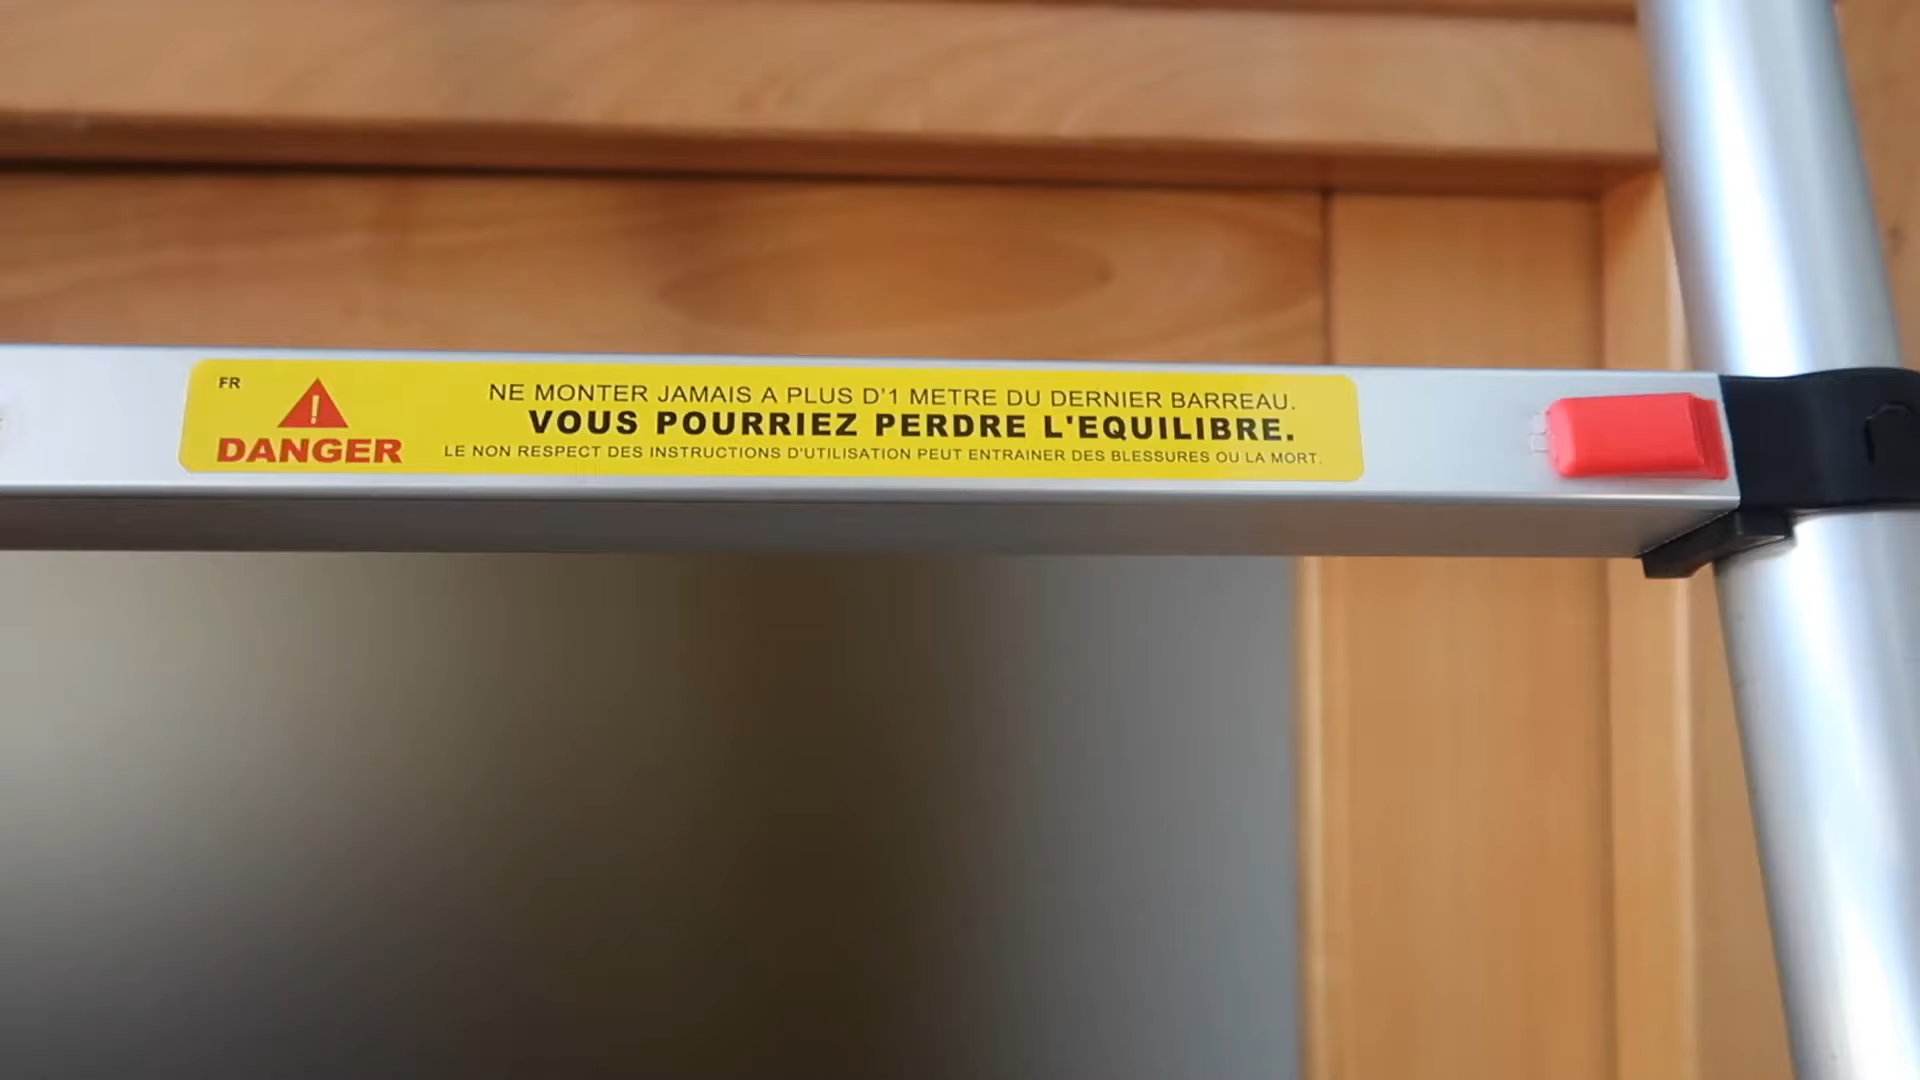 FR
DANGER
NE MONTER JAMAIS A PLUS D'1 METRE DU DERNIER BARREAU.
VOUS POURRIEZ PERDRE L'EQUILIBRE.
LE NON RESPECT DES INSTRUCTIONS D'UTILISATION PEUT ENTRAINER DES BLESSURES OU LA MORT.